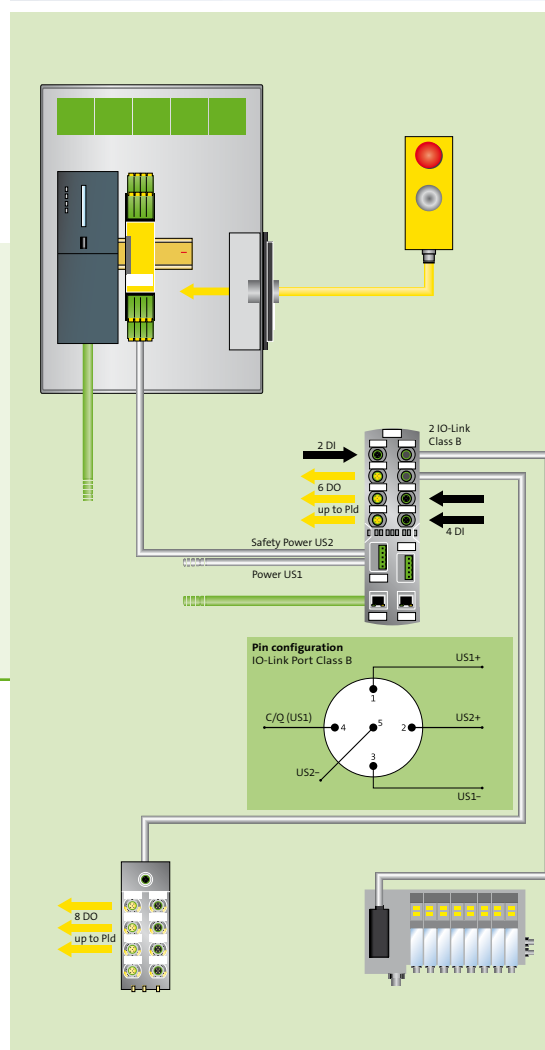 2 IO-Link
Class B
2 DI
6 DO
up to Pld
4 DI
Safety Power US2
Power US1
Pin configuration
IO-Link Port Class B
US1+
1
C/Q (US1)
4
5
2
US2+
3
US2–
US1–
8 DO
up to Pld